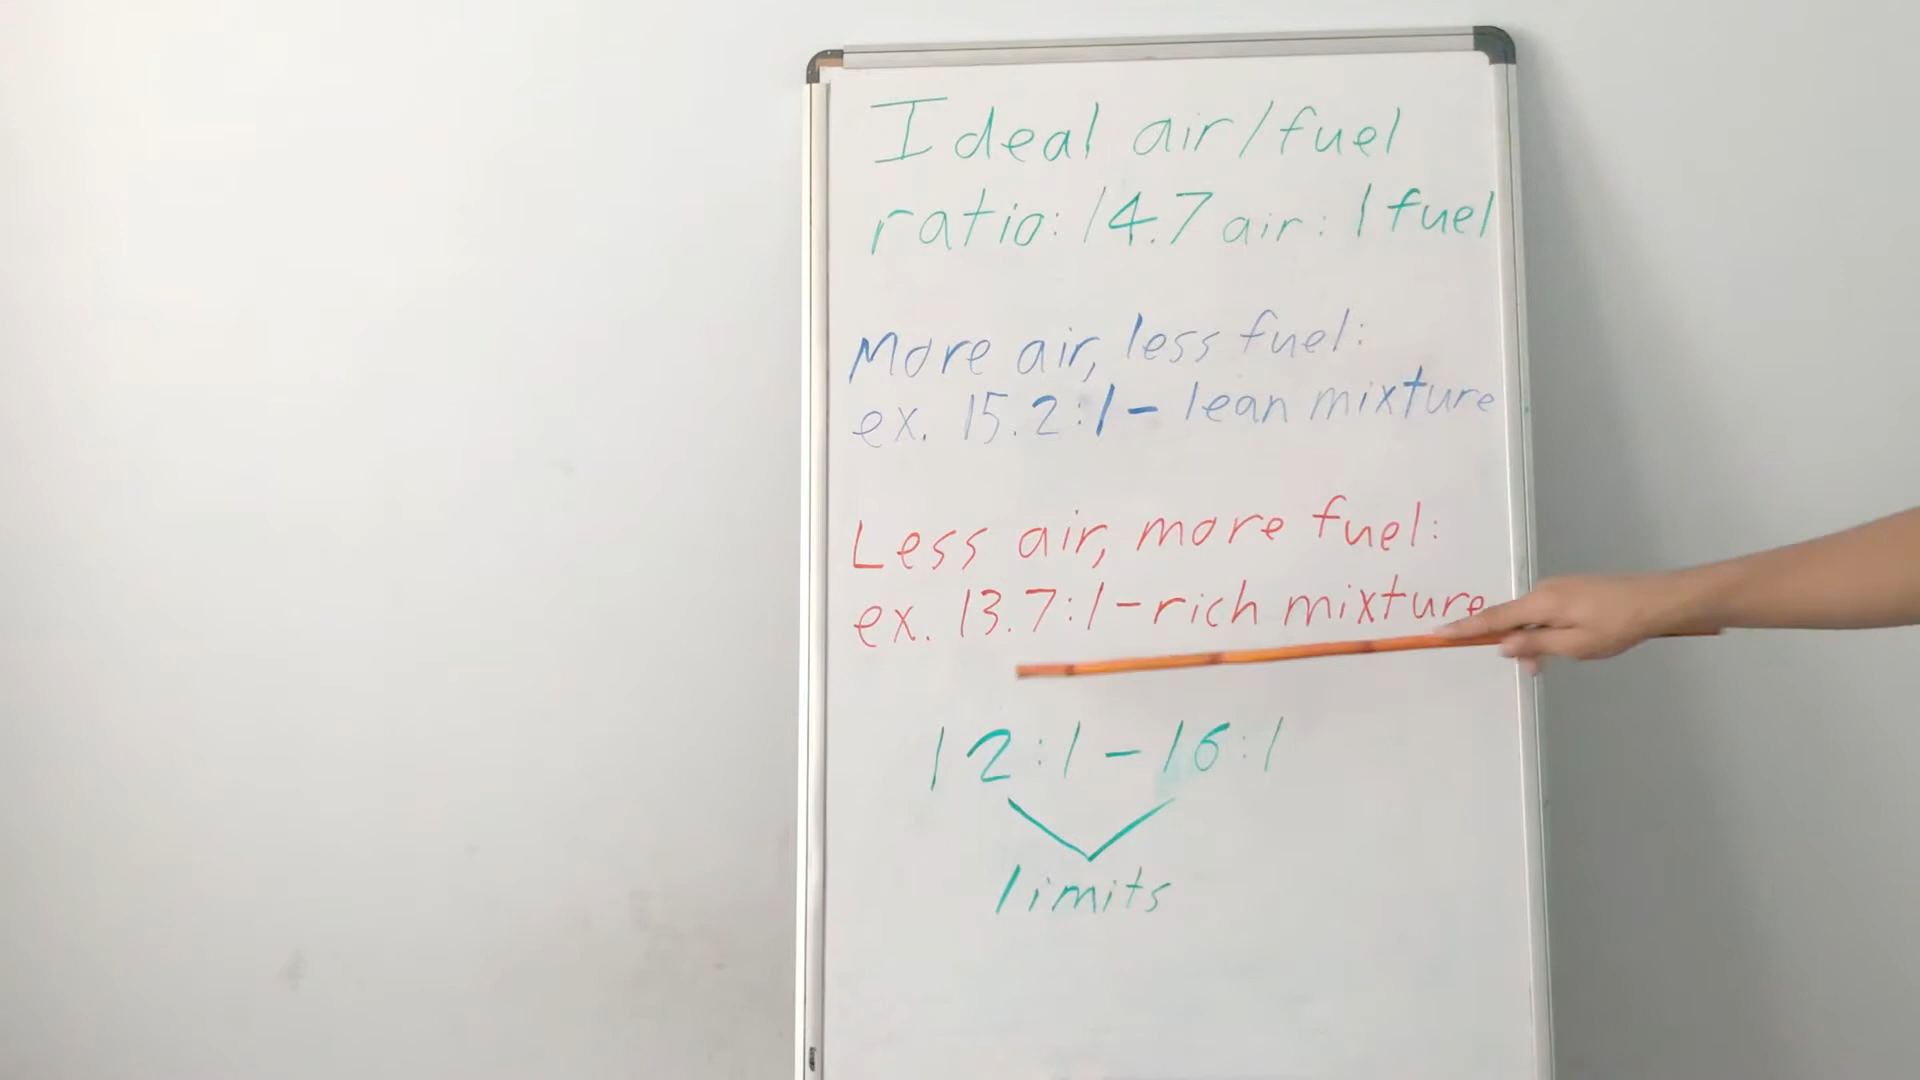 Ideal air/fuel
ratio: 14.7 air: 1 fuel
More air, less fuel:
ex. 15.2:1- lean mixture
Less air, more fuel:
ex. 13.7:1-rich mixture
12:1-16:1
limits